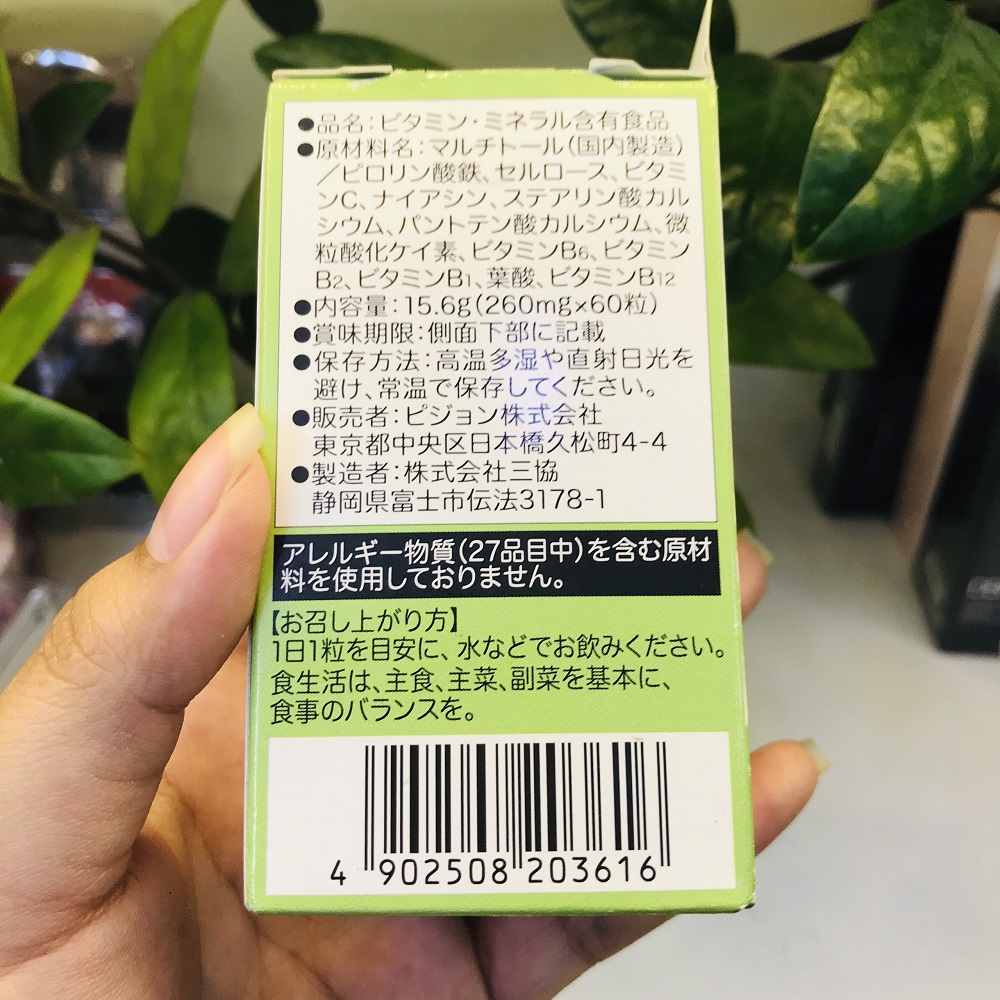 ●品名:ビタミン・ミネラル含有食品
●原材料名:マルチトール(国内製造)
/ピロリン酸鉄、セルロース、ビタミ
ンC、ナイアシン、ステアリン酸カル
シウム、パントテン酸カルシウム、微
粒酸化ケイ素、ビタミンB6、ビタミン
B2、ビタミンB1、葉酸、ビタミンB12
●内容量:15.6g(260mg×60粒)
●賞味期限:側面下部に記載
●保存方法:高温多湿や直射日光を
避け、常温で保存してください。
●販売者:ピジョン株式会社
東京都中央区日本橋久松町4-4
●製造者:株式会社三協
静岡県富士市伝法3178-1
アレルギー物質(27品目中)を含む原材
料を使用しておりません。
【お召し上がり方】
1日1粒を目安に、水などでお飲みください。
食生活は、主食、主菜、副菜を基本に、
食事のバランスを。
4 902508 203616